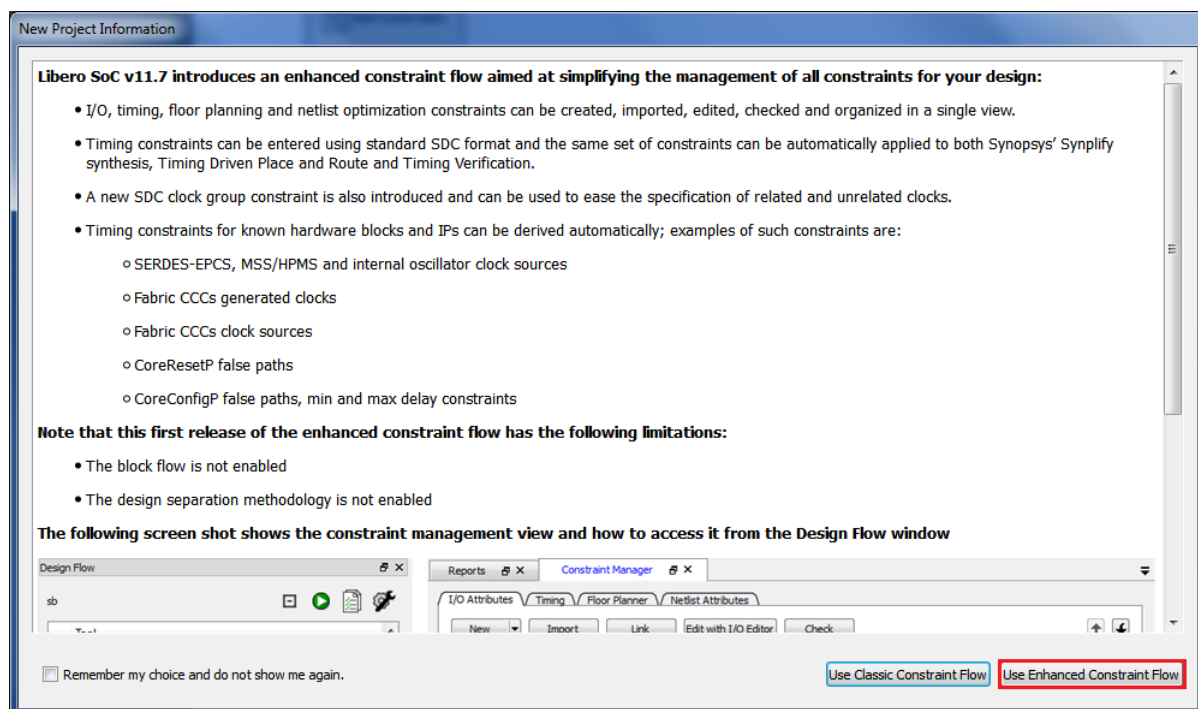 New Project Information
Libero SoC v11.7 introduces an enhanced constraint flow aimed at simplifying the management of all constraints for your design:
• I/O, timing, floor planning and netlist optimization constraints can be created, imported, edited, checked and organized in a single view.
• Timing constraints can be entered using standard SDC format and the same set of constraints can be automatically applied to both Synopsys' Synplify
synthesis, Timing Driven Place and Route and Timing Verification.
• A new SDC clock group constraint is also introduced and can be used to ease the specification of related and unrelated clocks.
• Timing constraints for known hardware blocks and IPs can be derived automatically; examples of such constraints are:
o SERDES-EPCS, MSS/HPMS and internal oscillator clock sources
o Fabric CCCs generated clocks
o Fabric CCCs clock sources
o CoreResetP false paths
o CoreConfigP false paths, min and max delay constraints
Note that this first release of the enhanced constraint flow has the following limitations:
• The block flow is not enabled
• The design separation methodology is not enabled
The following screen shot shows the constraint management view and how to access it from the Design Flow window
Design Flow
Reports Constraint Manager
sb
I/O Attributes Timing Floor Planner Netlist Attributes
Tool
New Import Link Edit with I/O Editor Check
Remember my choice and do not show me again.
Use Classic Constraint Flow Use Enhanced Constraint Flow